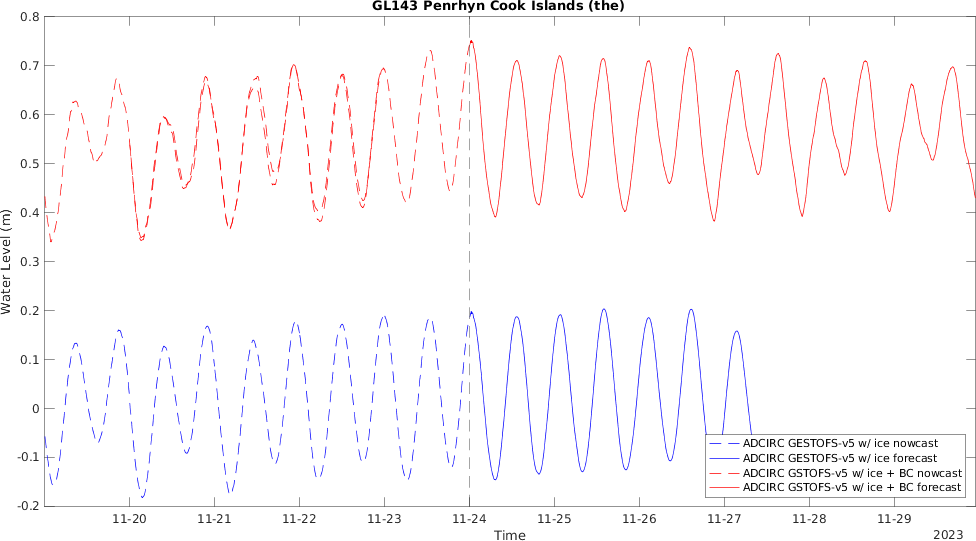 GL143 Penrhyn Cook Islands (the)
0.8
0.7
0.6
0.5
0.4
0.3
0.2
0.1
0
-0.1
-0.2
Water Level (m)
ADCIRC GESTOFS-v5 w/ ice nowcast
ADCIRC GESTOFS-v5 w/ ice forecast
ADCIRC GSTOFS-v5 w/ ice + BC nowcast
ADCIRC GSTOFS-v5 w/ ice + BC forecast
11-20 11-21 11-22 11-23 11-24 11-25 11-26 11-27 11-28 11-29
Time
2023